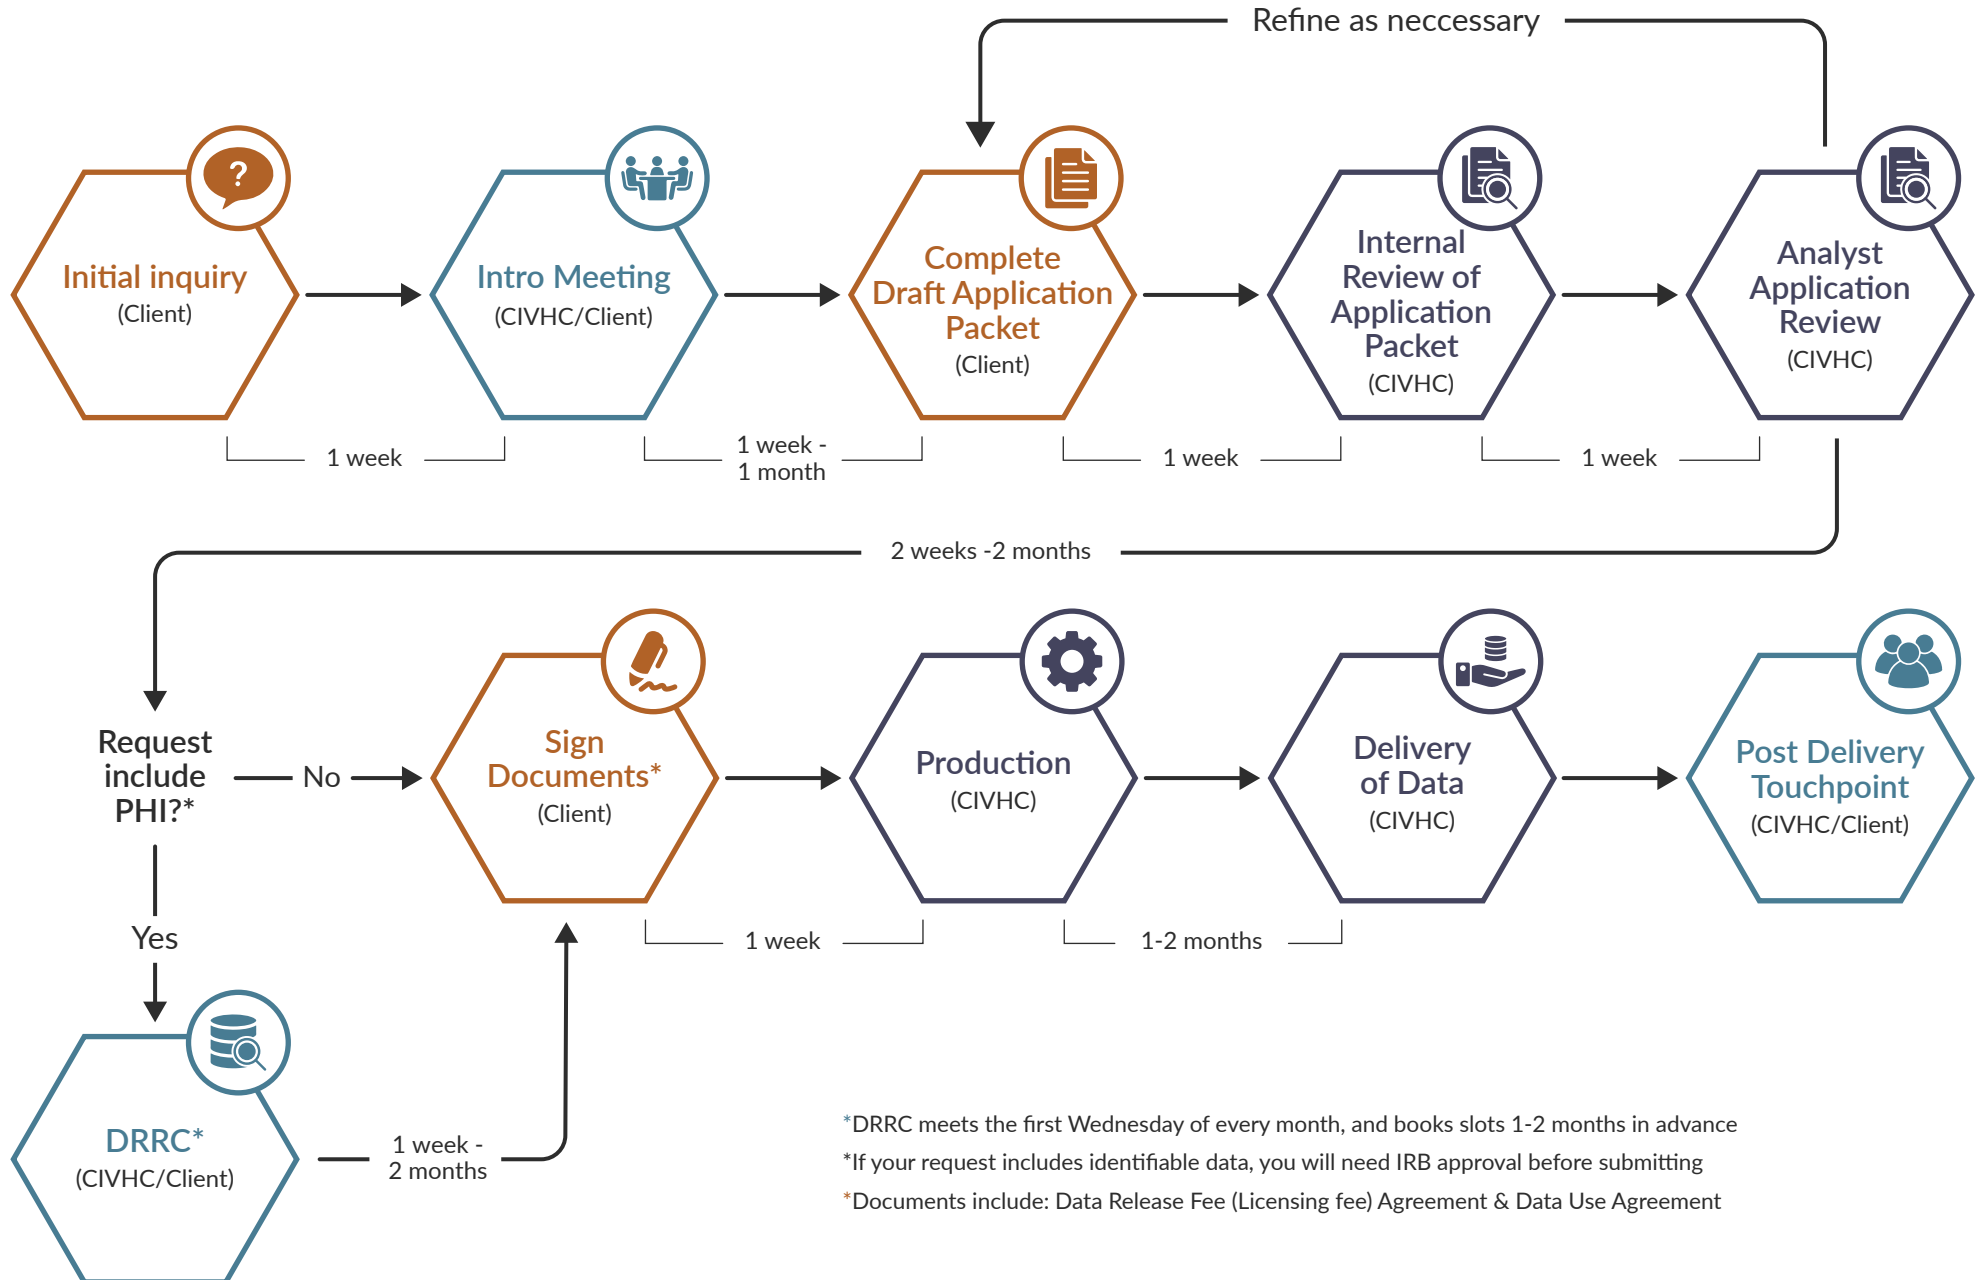 Refine as neccessary
?
Initial inquiry
(Client)
Intro Meeting
(CIVHC/Client)
Complete
Draft Application
Packet
(Client)
Internal
Review of
Application
Packet
(CIVHC)
Analyst
Application
Review
(CIVHC)
1 week
1 week -
1 month
1 week
1 week
2 weeks -2 months
Request
include
PHI?*
No
Sign
Documents*
(Client)
Production
(CIVHC)
Delivery
of Data
(CIVHC)
Post Delivery
Touchpoint
(CIVHC/Client)
Yes
1 week
1-2 months
DRRC*
(CIVHC/Client)
1 week -
2 months
*DRRC meets the first Wednesday of every month, and books slots 1-2 months in advance
*If your request includes identifiable data, you will need IRB approval before submitting
*Documents include: Data Release Fee (Licensing fee) Agreement & Data Use Agreement